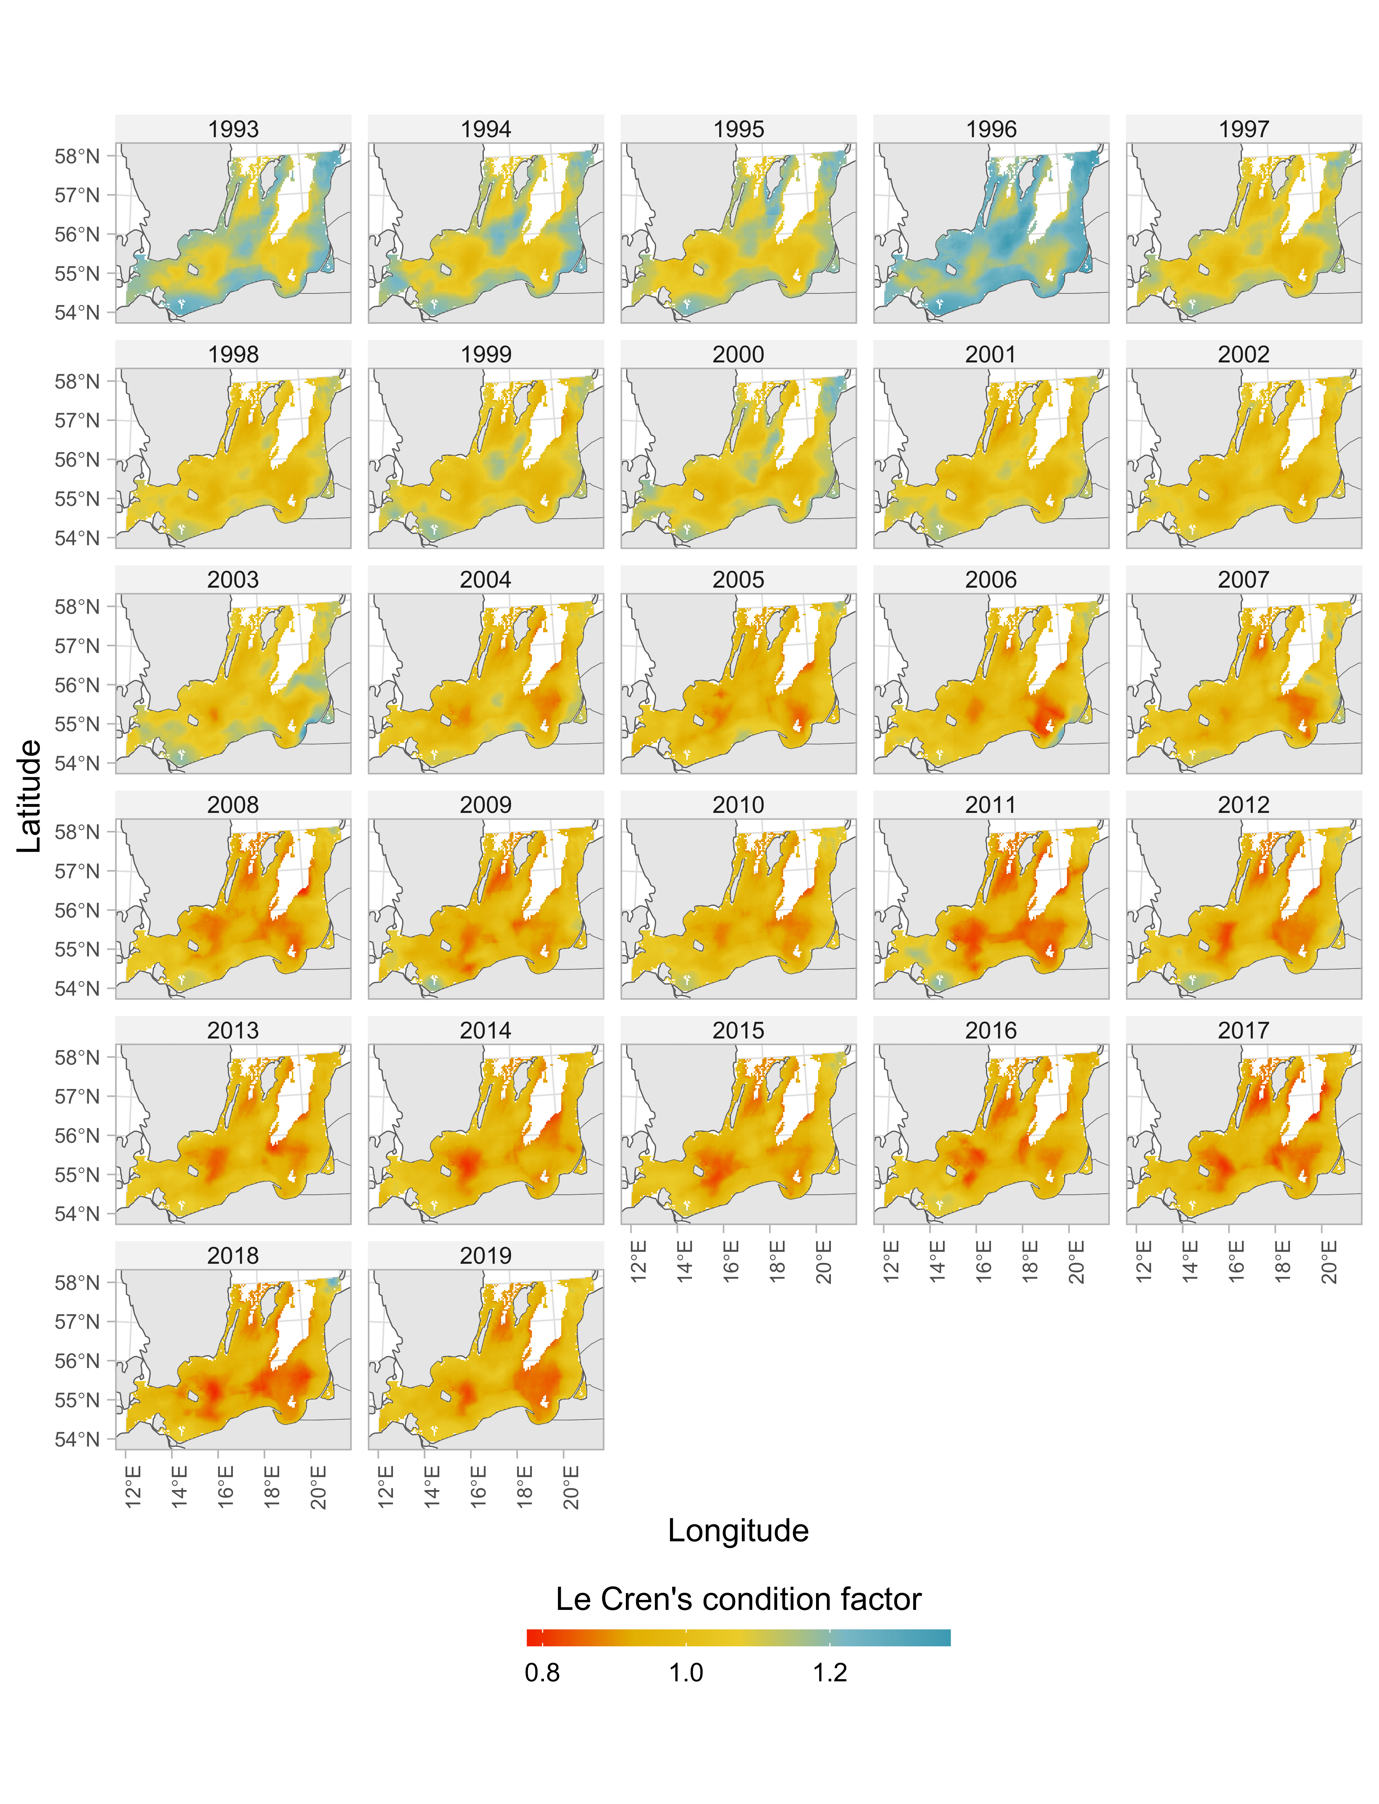 1993 1994 1995 1996 1997
58°N
57°N
56°N
55°N
54°N
1998 1999 2000 2001 2002
58°N
57°N
56°N
55°N
54°N
2003 2004 2005 2006 2007
58°N
57°N
56°N
55°N
54°N
Latitude
2008 2009 2010 2011 2012
58°N
57°N
56°N
55°N
54°N
2013 2014 2015 2016 2017
58°N
57°N
56°N
55°N
54°N
12°E 14°E 16°E 18°E 20°E 12°E 14°E 16°E 18°E 20°E 12°E 14°E 16°E 18°E 20°E
2018 2019
58°N
57°N
56°N
55°N
54°N
12°E 14°E 16°E 18°E 20°E 12°E 14°E 16°E 18°E 20°E
Longitude
Le Cren's condition factor
0.8 1.0 1.2